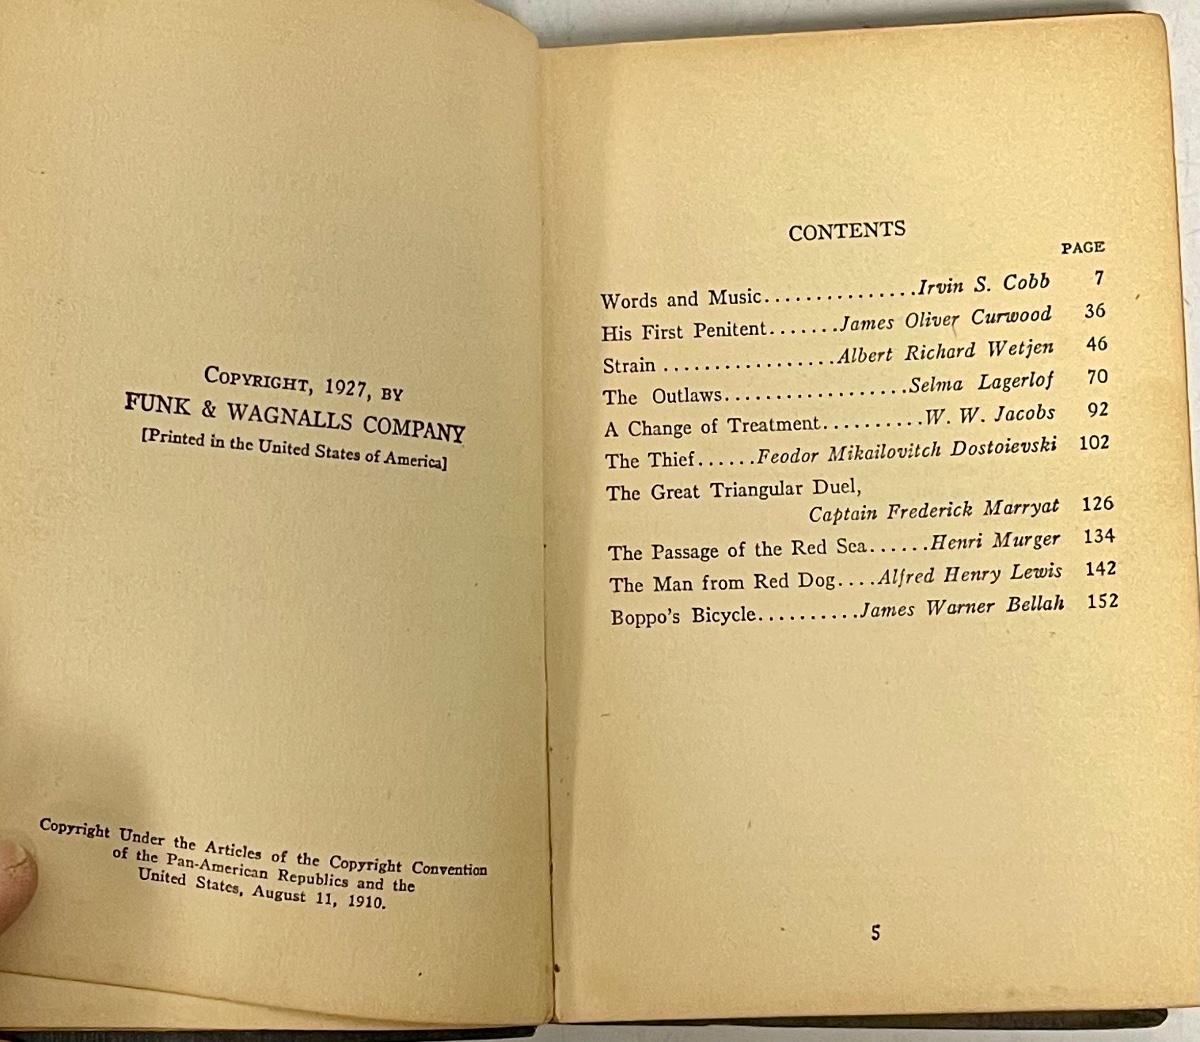 COPYRIGHT, 1927, BY
FUNK & WAGNALLS COMPANY
[Printed in the United States of America]
Copyright Under the Articles of the Copyright Convention
of the Pan-American Republics and the
United States, August 11, 1910.
CONTENTS
PAGE
Words and Music...............Irvin S. Cobb 7
His First Penitent.......James Oliver Curwood 36
Strain .................Albert Richard Wetjen 46
The Outlaws..................Selma Lagerlof 70
A Change of Treatment..........W. W. Jacobs 92
The Thief......Feodor Mikailovitch Dostoievski 102
The Great Triangular Duel,
Captain Frederick Marryat 126
The Passage of the Red Sea......Henri Murger 134
The Man from Red Dog....Alfred Henry Lewis 142
Boppo's Bicycle..........James Warner Bellah 152
5